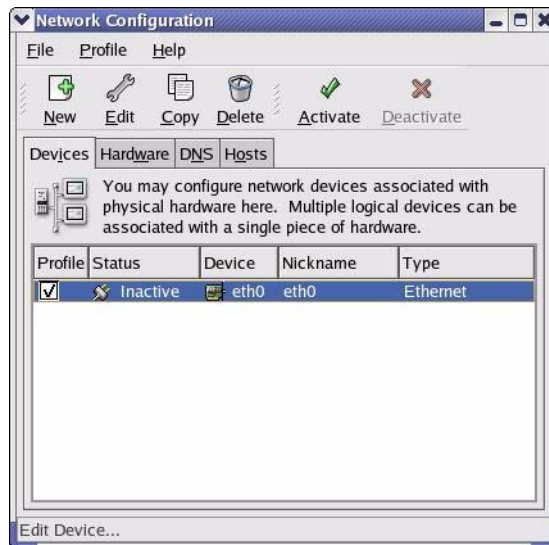 Network Configuration
File Profile Help
New Edit Copy Delete Activate Deactivate
Devices Hardware DNS Hosts
You may configure network devices associated with
physical hardware here. Multiple logical devices can be
associated with a single piece of hardware.
Profile Status Device Nickname Type
Inactive eth0 eth0 Ethernet
Edit Device...